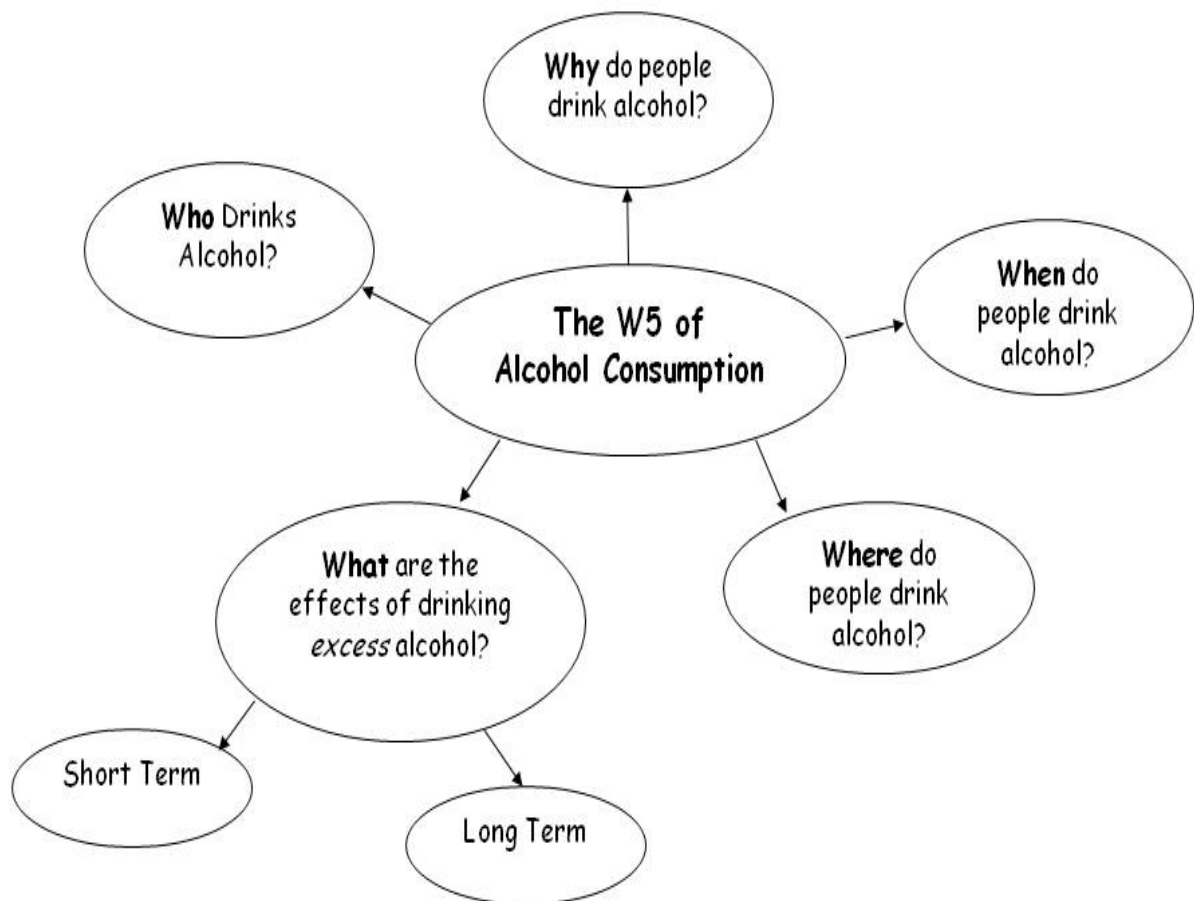 Why do people
drink alcohol?
Who Drinks
Alcohol?
When do
people drink
alcohol?
The W5 of
Alcohol Consumption
What are the
effects of drinking
excess alcohol?
Where do
people drink
alcohol?
Short Term
Long Term